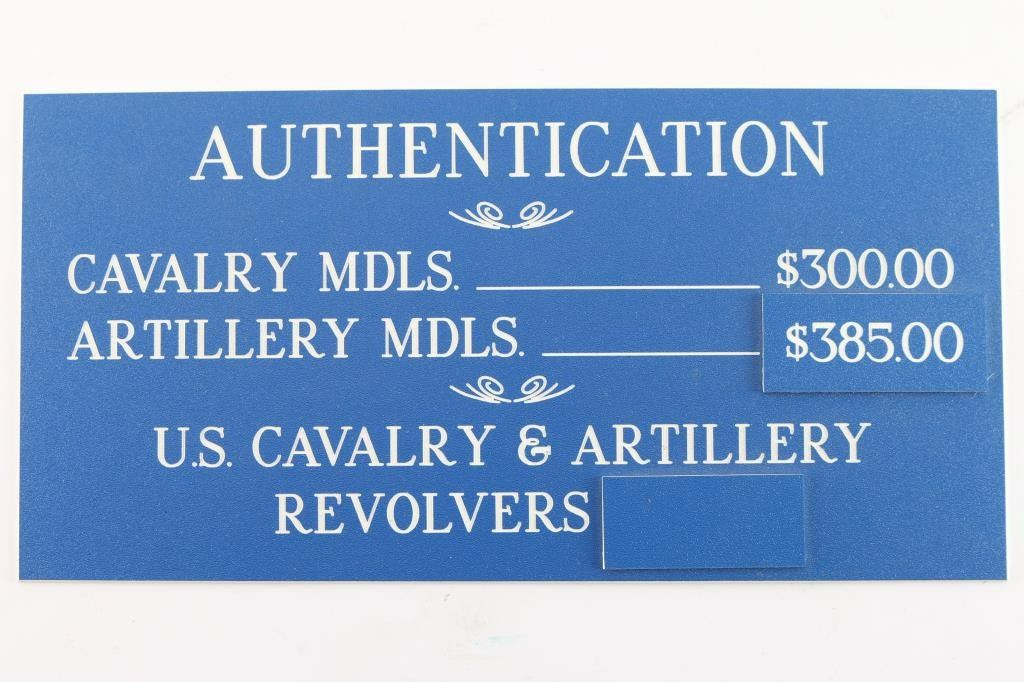 AUTHENTICATION
CAVALRY MDLS. $300.00
ARTILLERY MDLS. $385.00
U.S. CAVALRY & ARTILLERY
REVOLVERS